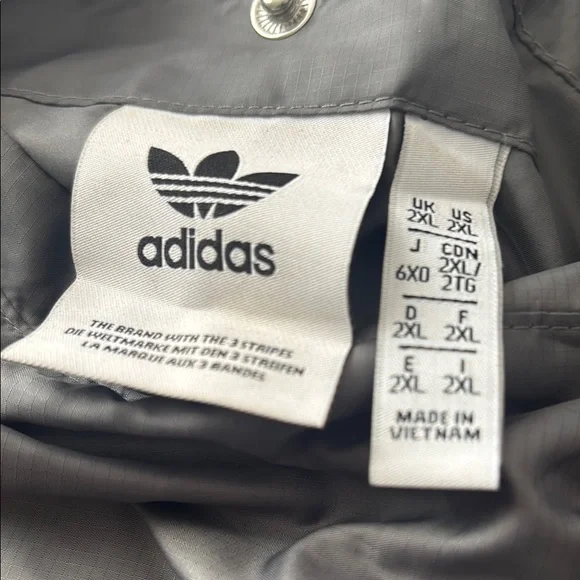 adidas
THE BRAND WITH THE 3 STRIPES
DIE WELTMARKE MIT DEN 3 STREIFEN
LA MARQUE AUX 3 BANDES
UK US
2XL 2XL
J CDN
6XO 2XL/
2TG
D F
2XL 2XL
E I
2XL 2XL
MADE IN
VIETNAM